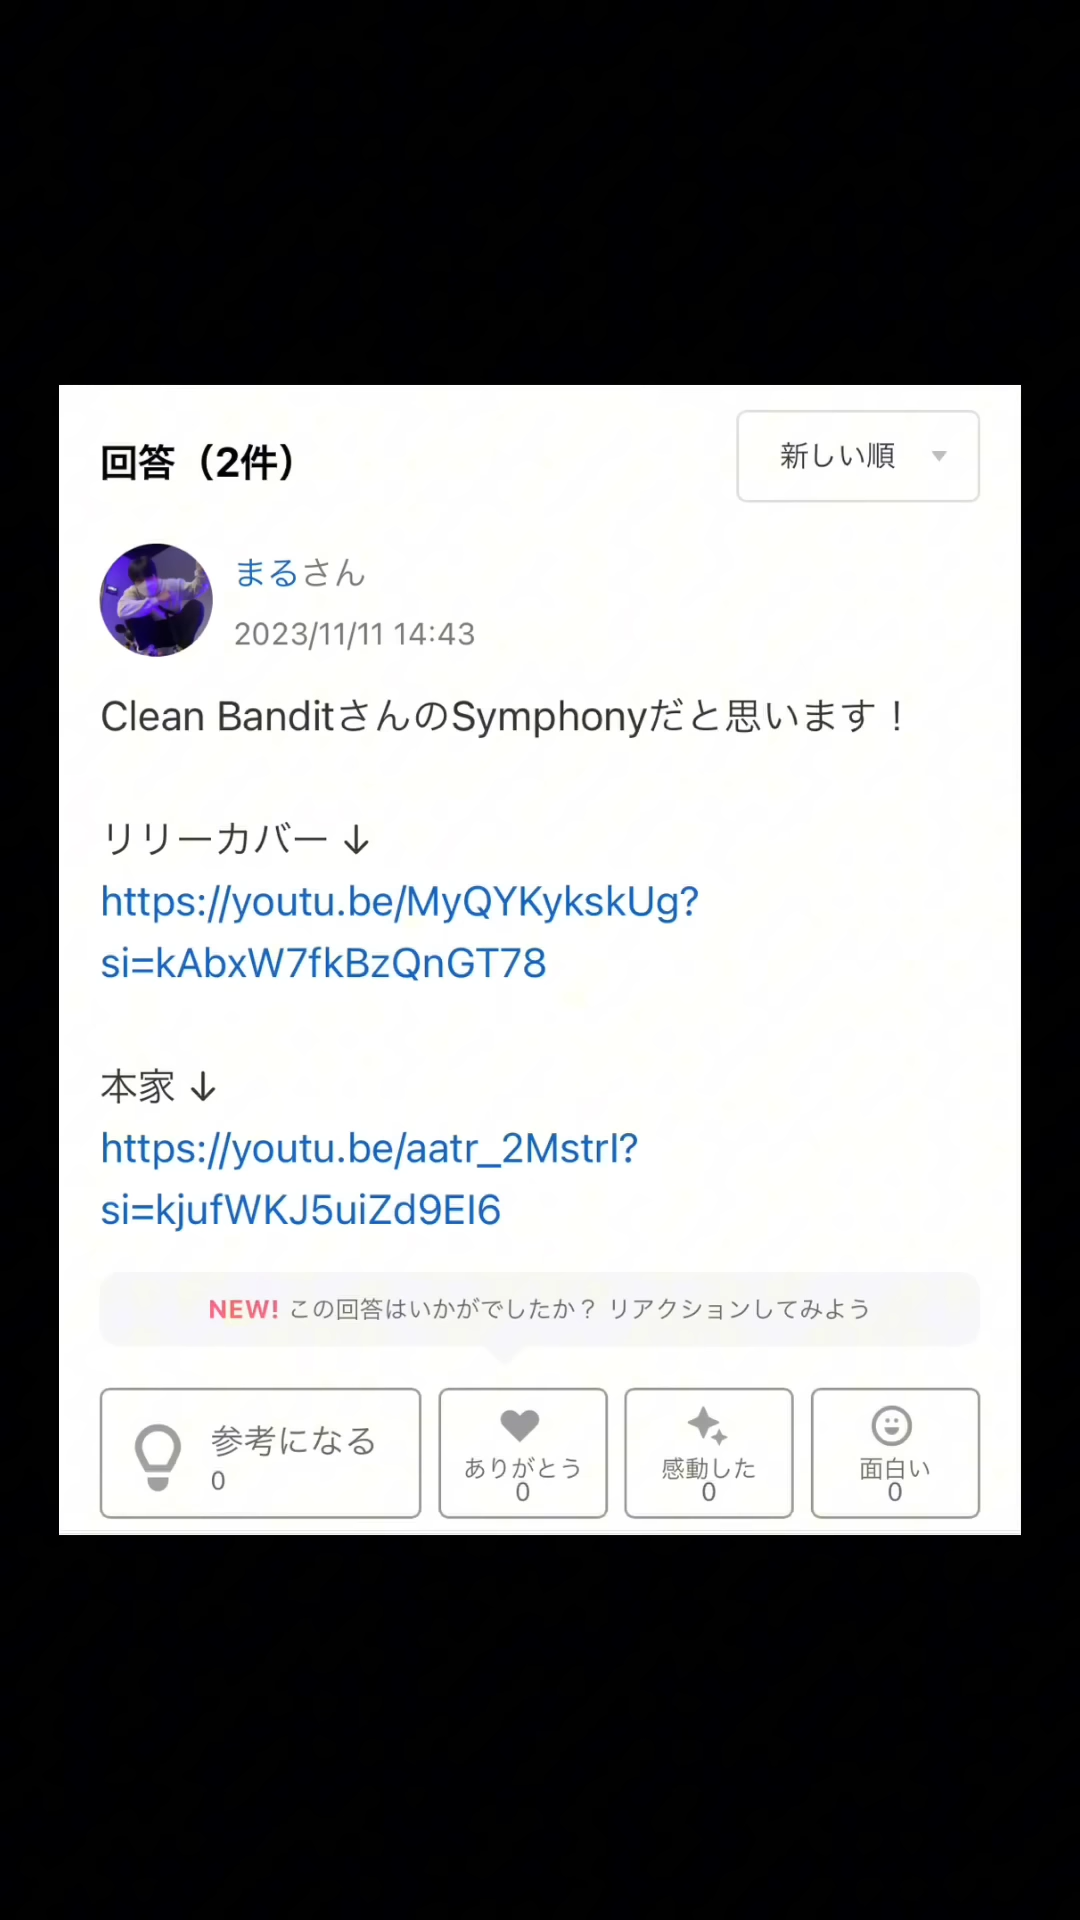 回答（2件）
新しい順
まるさん
2023/11/11 14:43
Clean BanditさんのSymphonyだと思います！
リリーカバー ↓
https://youtu.be/MyQYKykskUg?
si=kAbxW7fkBzQnGT78
本家 ↓
https://youtu.be/aatr_2MstrI?
si=kjufWKJ5uiZd9EI6
NEW! この回答はいかがでしたか？ リアクションしてみよう
参考になる
0
ありがとう
0
感動した
0
面白い
0